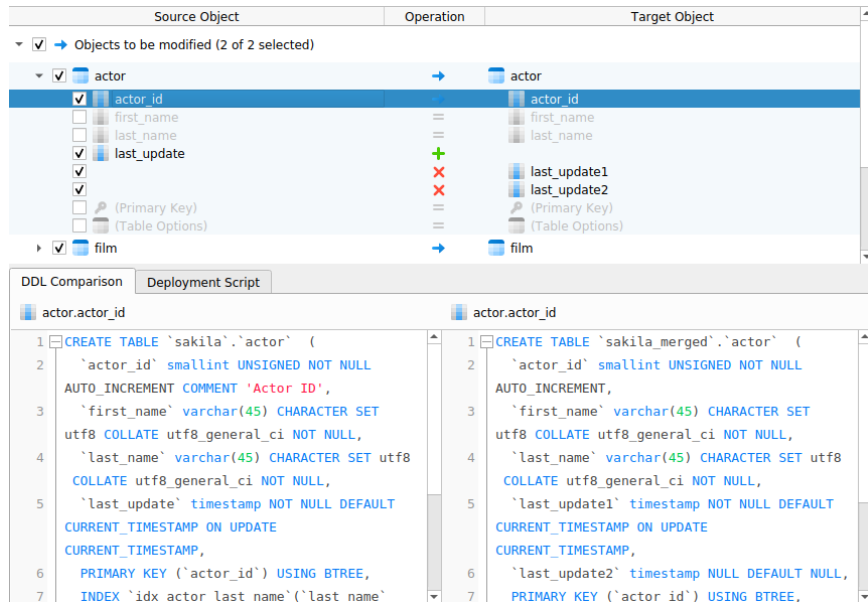 Source Object Operation Target Object
Objects to be modified (2 of 2 selected)
actor actor
actor_id actor_id
first_name = first_name
last_name = last_name
last_update
last_update1
last_update2
(Primary Key) = (Primary Key)
(Table Options) = (Table Options)
film film
DDL Comparison Deployment Script
actor.actor_id
1 CREATE TABLE `sakila`.`actor` (
2 `actor_id` smallint UNSIGNED NOT NULL
AUTO_INCREMENT COMMENT 'Actor ID',
3 `first_name` varchar(45) CHARACTER SET
utf8 COLLATE utf8_general_ci NOT NULL,
4 `last_name` varchar(45) CHARACTER SET utf8
COLLATE utf8_general_ci NOT NULL,
5 `last_update` timestamp NOT NULL DEFAULT
CURRENT_TIMESTAMP ON UPDATE
CURRENT_TIMESTAMP,
6 PRIMARY KEY (`actor_id`) USING BTREE,
7 INDEX `idx_actor_last_name`(`last_name`
actor.actor_id
1 CREATE TABLE `sakila_merged`.`actor` (
2 `actor_id` smallint UNSIGNED NOT NULL
AUTO_INCREMENT,
3 `first_name` varchar(45) CHARACTER SET
utf8 COLLATE utf8_general_ci NOT NULL,
4 `last_name` varchar(45) CHARACTER SET utf8
COLLATE utf8_general_ci NOT NULL,
5 `last_update1` timestamp NOT NULL DEFAULT
CURRENT_TIMESTAMP ON UPDATE
CURRENT_TIMESTAMP,
6 `last_update2` timestamp NULL DEFAULT NULL,
7 PRIMARY KEY (`actor_id`) USING BTREE,